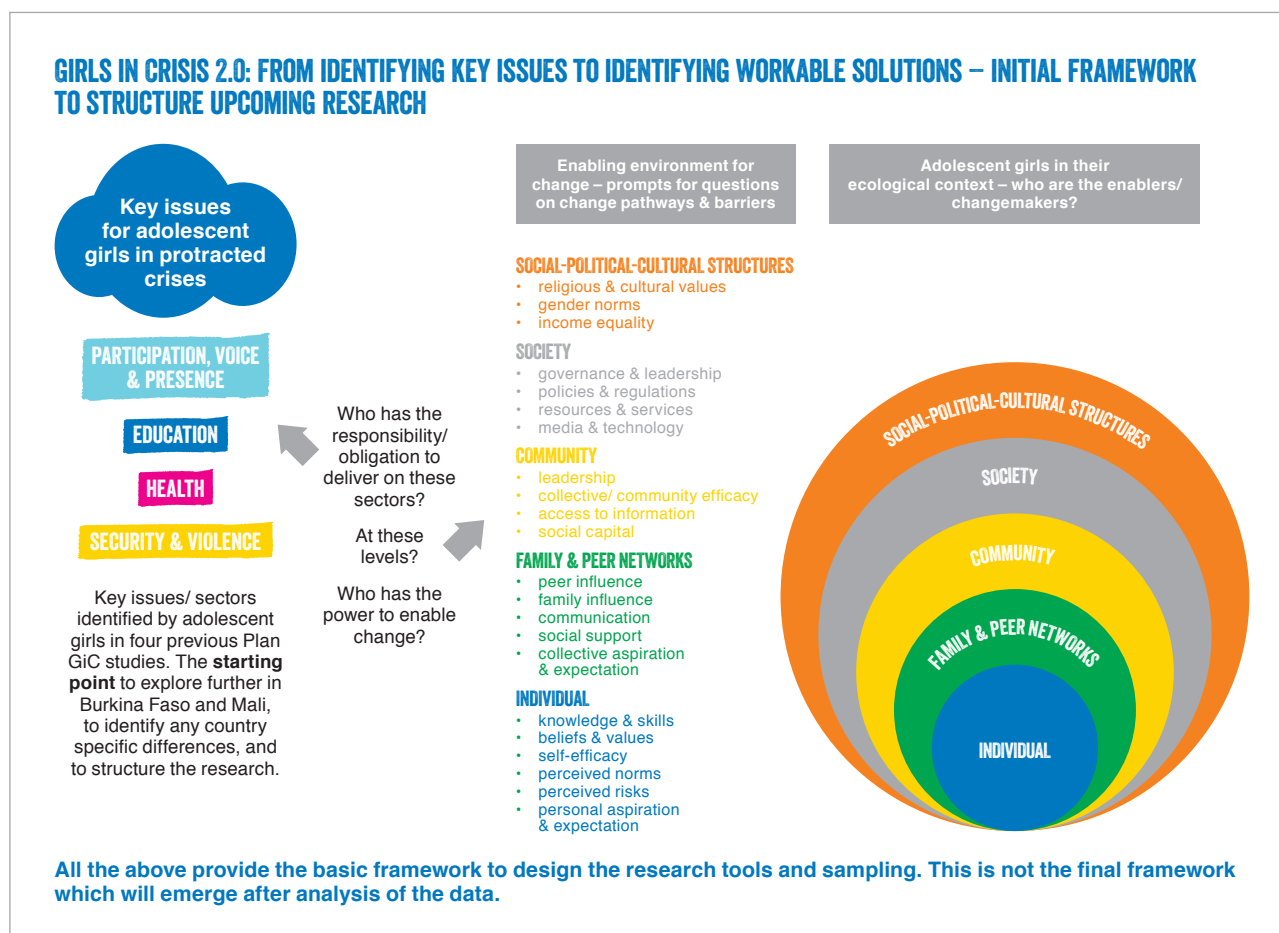 GIRLS IN CRISIS 2.0: FROM IDENTIFYING KEY ISSUES TO IDENTIFYING WORKABLE SOLUTIONS – INITIAL FRAMEWORK
TO STRUCTURE UPCOMING RESEARCH
Key issues
for adolescent
girls in protracted
crises
PARTICIPATION, VOICE
& PRESENCE
EDUCATION
HEALTH
SECURITY & VIOLENCE
Key issues/ sectors
identified by adolescent
girls in four previous Plan
GiC studies. The starting
point to explore further in
Burkina Faso and Mali,
to identify any country
specific differences, and
to structure the research.
Who has the
responsibility/
obligation to
deliver on these
sectors?
At these
levels?
Who has the
power to enable
change?
Enabling environment for
change – prompts for questions
on change pathways & barriers
SOCIAL-POLITICAL-CULTURAL STRUCTURES
• religious & cultural values
• gender norms
• income equality
SOCIETY
• governance & leadership
• policies & regulations
• resources & services
• media & technology
COMMUNITY
• leadership
• collective/ community efficacy
• access to information
• social capital
FAMILY & PEER NETWORKS
• peer influence
• family influence
• communication
• social support
• collective aspiration
& expectation
INDIVIDUAL
• knowledge & skills
• beliefs & values
• self-efficacy
• perceived norms
• perceived risks
• personal aspiration
& expectation
Adolescent girls in their
ecological context – who are the enablers/
changemakers?
SOCIAL-POLITICAL-CULTURAL STRUCTURES
SOCIETY
COMMUNITY
FAMILY & PEER NETWORKS
INDIVIDUAL
All the above provide the basic framework to design the research tools and sampling. This is not the final framework
which will emerge after analysis of the data.